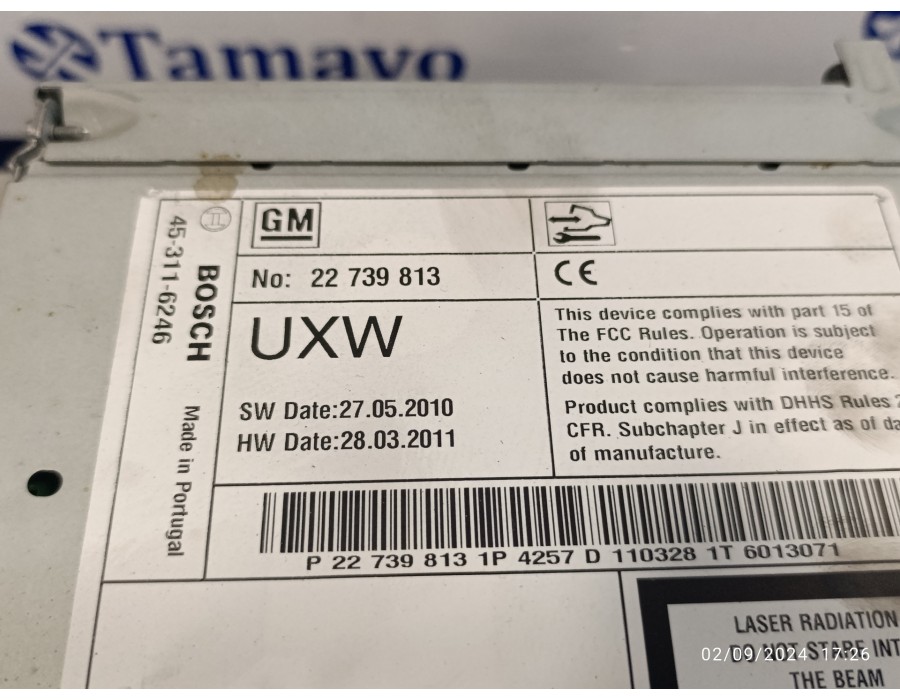 Tamavo
GM
No: 22 739 813
UXW
SW Date:27.05.2010
HW Date:28.03.2011
BOSCH
45-311-6246
Made in Portugal
CE
This device complies with part 15 of
The FCC Rules. Operation is subject
to the condition that this device
does not cause harmful interference.
Product complies with DHHS Rules
CFR. Subchapter J in effect as of
of manufacture.
P 22 739 813 1P 4257 D 110328 1T 6013071
LASER RADIATION
DO NOT STARE
THE BEAM
02/09/2024 17:26